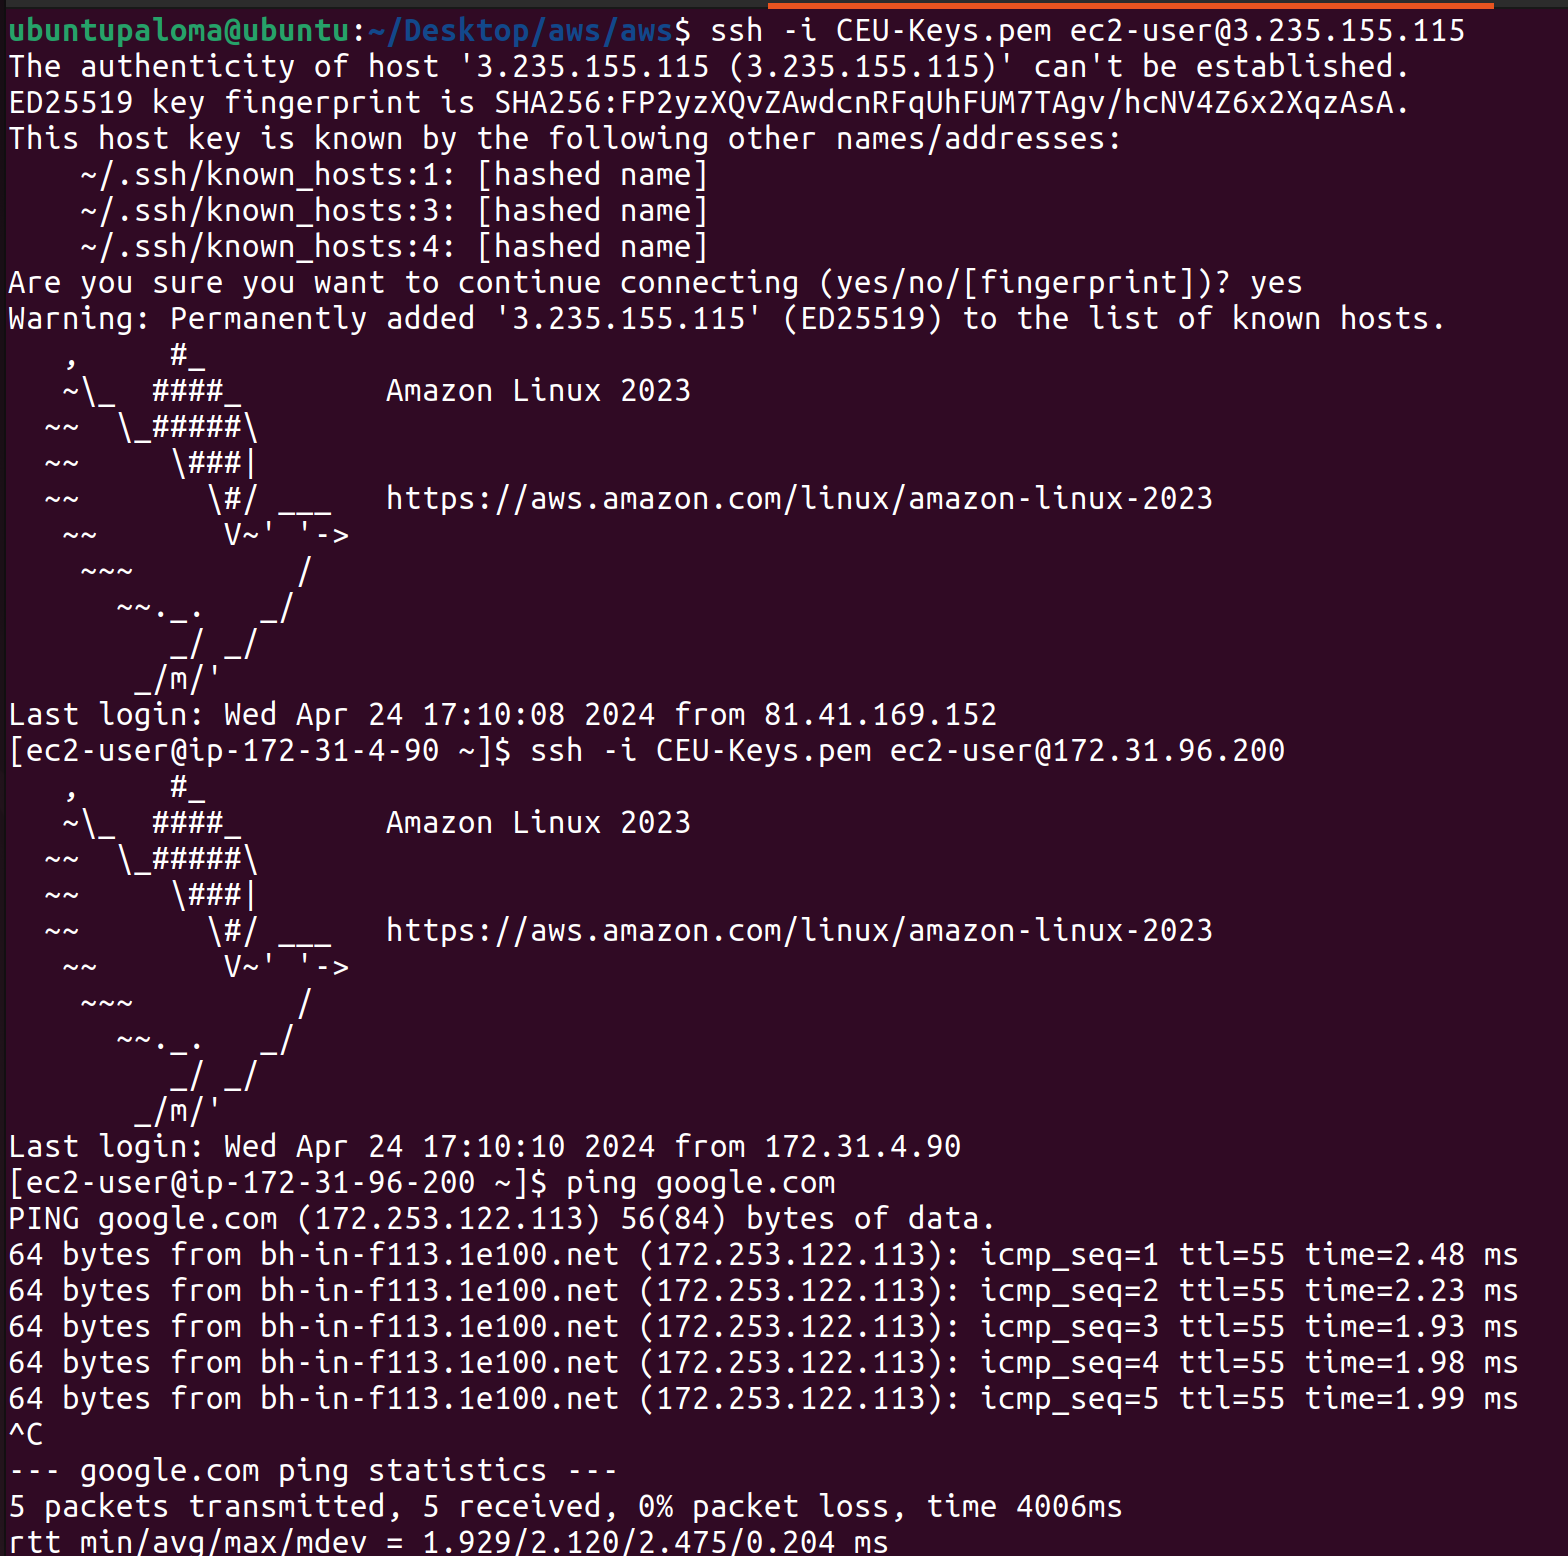 ubuntupaloma@ubuntu:~/Desktop/aws/aws$ ssh -i CEU-Keys.pem ec2-user@3.235.155.115
The authenticity of host '3.235.155.115 (3.235.155.115)' can't be established.
ED25519 key fingerprint is SHA256:FP2yzXQvZAwdcnRFqUhFUM7TAgv/hcNV4Z6x2XqzAsA.
This host key is known by the following other names/addresses:
    ~/.ssh/known_hosts:1: [hashed name]
    ~/.ssh/known_hosts:3: [hashed name]
    ~/.ssh/known_hosts:4: [hashed name]
Are you sure you want to continue connecting (yes/no/[fingerprint])? yes
Warning: Permanently added '3.235.155.115' (ED25519) to the list of known hosts.
   ,     #_
   ~\_  ####_        Amazon Linux 2023
  ~~  \_#####\
  ~~     \###|
  ~~       \#/ ___   https://aws.amazon.com/linux/amazon-linux-2023
   ~~       V~' '->
    ~~~         /
      ~~._.   _/
         _/ _/
       _/m/'
Last login: Wed Apr 24 17:10:08 2024 from 81.41.169.152
[ec2-user@ip-172-31-4-90 ~]$ ssh -i CEU-Keys.pem ec2-user@172.31.96.200
   ,     #_
   ~\_  ####_        Amazon Linux 2023
  ~~  \_#####\
  ~~     \###|
  ~~       \#/ ___   https://aws.amazon.com/linux/amazon-linux-2023
   ~~       V~' '->
    ~~~         /
      ~~._.   _/
         _/ _/
       _/m/'
Last login: Wed Apr 24 17:10:10 2024 from 172.31.4.90
[ec2-user@ip-172-31-96-200 ~]$ ping google.com
PING google.com (172.253.122.113) 56(84) bytes of data.
64 bytes from bh-in-f113.1e100.net (172.253.122.113): icmp_seq=1 ttl=55 time=2.48 ms
64 bytes from bh-in-f113.1e100.net (172.253.122.113): icmp_seq=2 ttl=55 time=2.23 ms
64 bytes from bh-in-f113.1e100.net (172.253.122.113): icmp_seq=3 ttl=55 time=1.93 ms
64 bytes from bh-in-f113.1e100.net (172.253.122.113): icmp_seq=4 ttl=55 time=1.98 ms
64 bytes from bh-in-f113.1e100.net (172.253.122.113): icmp_seq=5 ttl=55 time=1.99 ms
^C
--- google.com ping statistics ---
5 packets transmitted, 5 received, 0% packet loss, time 4006ms
rtt min/avg/max/mdev = 1.929/2.120/2.475/0.204 ms